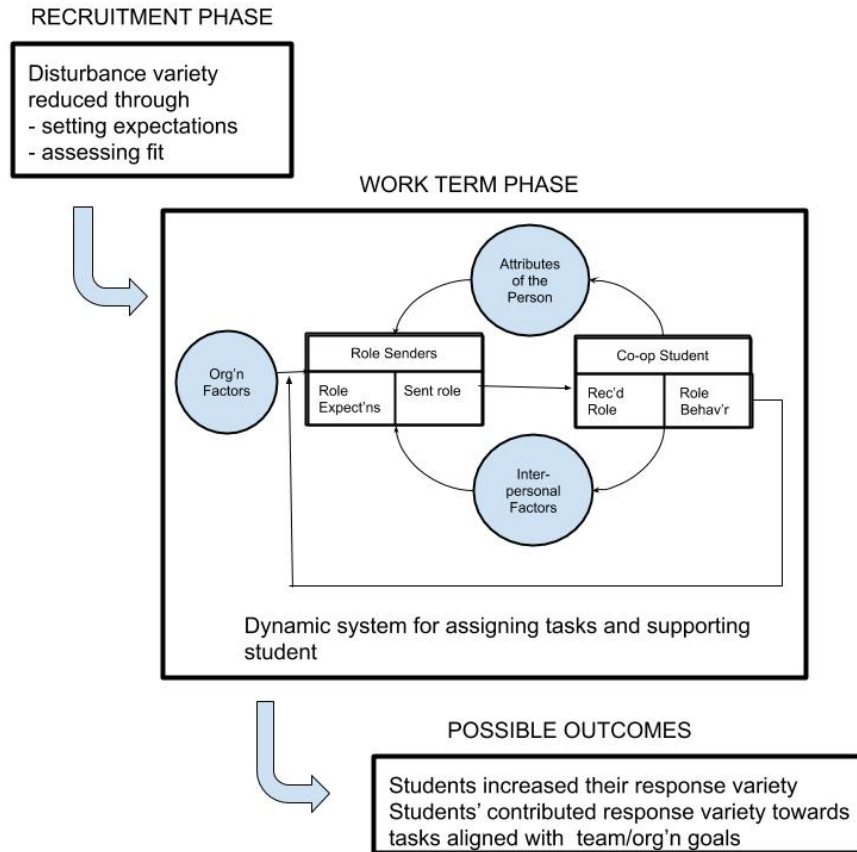 RECRUITMENT PHASE
Disturbance variety
reduced through
- setting expectations
- assessing fit
WORK TERM PHASE
Attributes
of the
Person
Org'n
Factors
Role Senders
Role
Expect'ns
Sent role
Co-op Student
Rec'd
Role
Role
Behav'r
Inter-
personal
Factors
Dynamic system for assigning tasks and supporting
student
POSSIBLE OUTCOMES
Students increased their response variety
Students' contributed response variety towards
tasks aligned with team/org'n goals